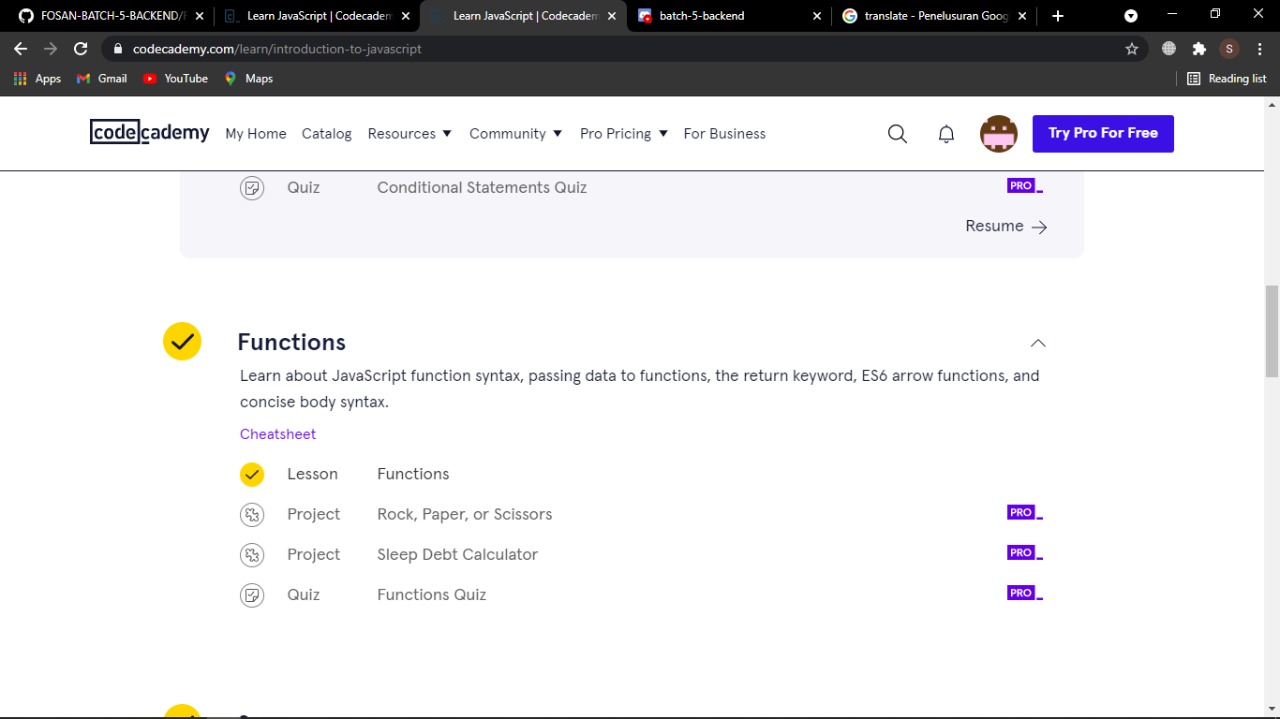 FOSAN-BATCH-5-BACKEND/F
Learn JavaScript | Codecadem
Learn JavaScript | Codecadem
batch-5-backend
translate - Penelusuran Goog
codecademy.com/learn/introduction-to-javascript
S
Apps
Gmail
YouTube
Maps
Reading list
codecademy
My Home
Catalog
Resources
Community
Pro Pricing
For Business
Try Pro For Free
Quiz Conditional Statements Quiz PRO
Resume
Functions
Learn about JavaScript function syntax, passing data to functions, the return keyword, ES6 arrow functions, and
concise body syntax.
Cheatsheet
Lesson Functions
Project Rock, Paper, or Scissors PRO
Project Sleep Debt Calculator PRO
Quiz Functions Quiz PRO